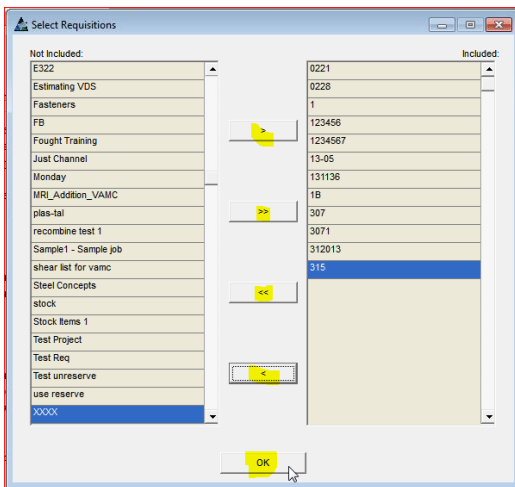 Select Requisitions
Not Included:
Included:
E322
Estimating VDS
Fasteners
FB
Fought Training
Just Channel
Monday
MRI_Addition_VAMC
plas-tal
recombine test 1
Sample1 - Sample job
shear list for vamc
Steel Concepts
stock
Stock Items 1
Test Project
Test Req
Test unreserve
use reserve
XXXX
>
>>
<<
<
0221
0228
1
123456
1234567
13-05
131136
1B
307
3071
312013
315
OK